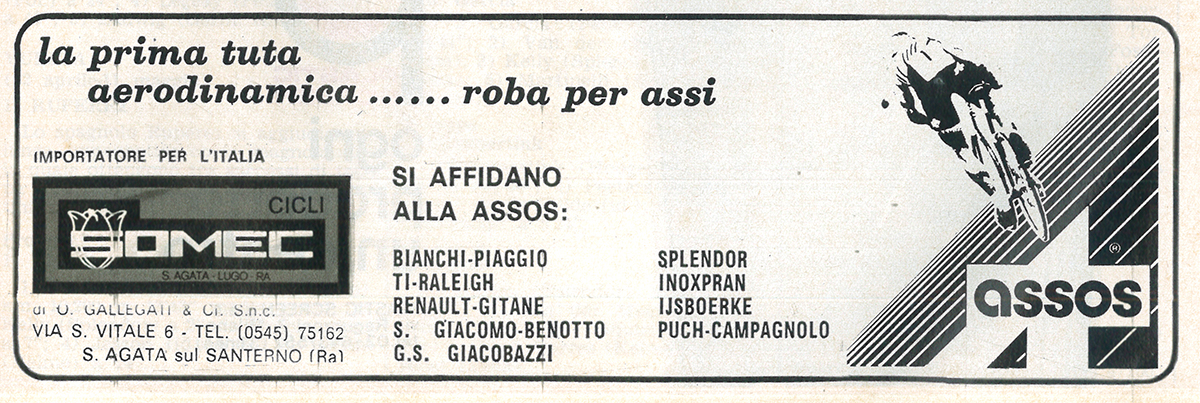 la prima tuta
aerodinamica ...... roba per assi
IMPORTATORE PER L'ITALIA
CICLI
SOMEC
S. AGATA - LUGO - RA
di O. GALLEGATI & Ci. S.n.c.
VIA S. VITALE 6 - TEL. (0545) 75162
S. AGATA sul SANTERNO (Ra)
SI AFFIDANO
ALLA ASSOS:
BIANCHI-PIAGGIO
TI-RALEIGH
RENAULT-GITANE
S. GIACOMO-BENOTTO
G.S. GIACOBAZZI
SPLENDOR
INOXPRAN
IJSBOERKE
PUCH-CAMPAGNOLO
®
assos